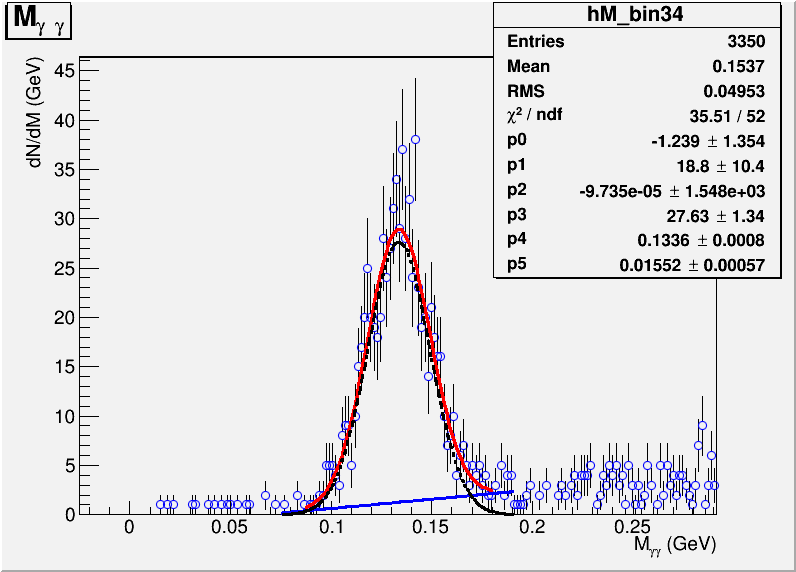 M γ γ
hM_bin34
Entries 3350
Mean 0.1537
RMS 0.04953
χ² / ndf 35.51 / 52
p0 -1.239 ± 1.354
p1 18.8 ± 10.4
p2 -9.735e-05 ± 1.548e+03
p3 27.63 ± 1.34
p4 0.1336 ± 0.0008
p5 0.01552 ± 0.00057
dN/dM (GeV)
45
40
35
30
25
20
15
10
5
0
0 0.05 0.1 0.15 0.2 0.25
Mγγ (GeV)